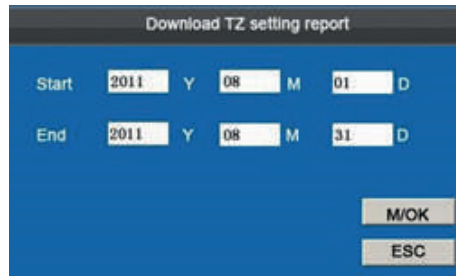 Download TZ setting report
Start 2011 Y 08 M 01 D
End 2011 Y 08 M 31 D
M/OK
ESC